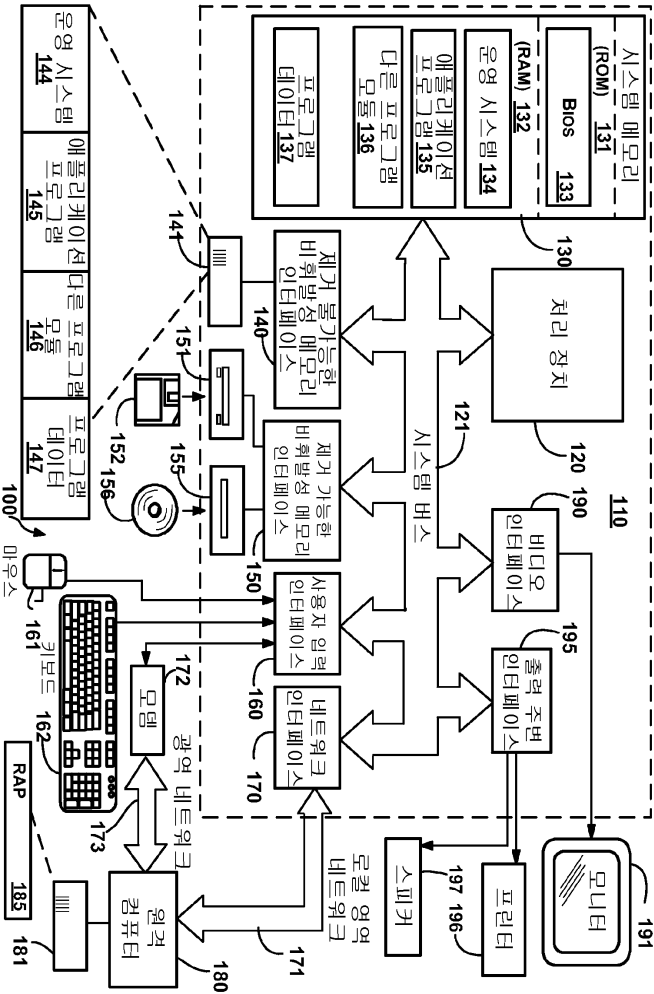 시스템 메모리
(ROM) 131
BIOS
133
(RAM) 132
운영 시스템 134
애플리케이션
프로그램 135
다른 프로그램
모듈 136
프로그램
데이터 137
130
처리 장치
120
121
시스템 버스
110
190
비디오
인터페이스
195
출력 주변
인터페이스
모니터
191
프린터
196
스피커
197
제거 불가능한
비휘발성 메모리
인터페이스
140
제거 가능한
비휘발성 메모리
인터페이스
150
사용자 입력
인터페이스
160
네트워크
인터페이스
170
로컬 영역
네트워크
171
141
151
152
155
156
운영 시스템
144
애플리케이션
프로그램
145
다른 프로그램
모듈
146
프로그램
데이터
147
100
마우스
161
키보드
162
모뎀
172
광역 네트워크
173
원격
컴퓨터
180
181
RAP
185